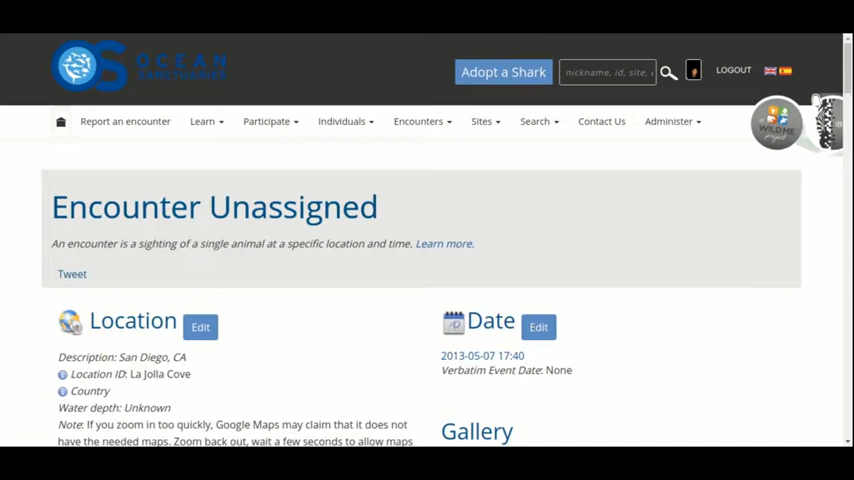 OCEAN
SANCTUARIES
Adopt a Shark
nickname, id, site, e
LOGOUT
Report an encounter
Learn
Participate
Individuals
Encounters
Sites
Search
Contact Us
Administer
A
WILD ME
project
Encounter Unassigned
An encounter is a sighting of a single animal at a specific location and time. Learn more.
Tweet
Location Edit
Description: San Diego, CA
Location ID: La Jolla Cove
Country
Water depth: Unknown
Note: If you zoom in too quickly, Google Maps may claim that it does not
have the needed maps. Zoom back out, wait a few seconds to allow maps
Date Edit
2013-05-07 17:40
Verbatim Event Date: None
Gallery